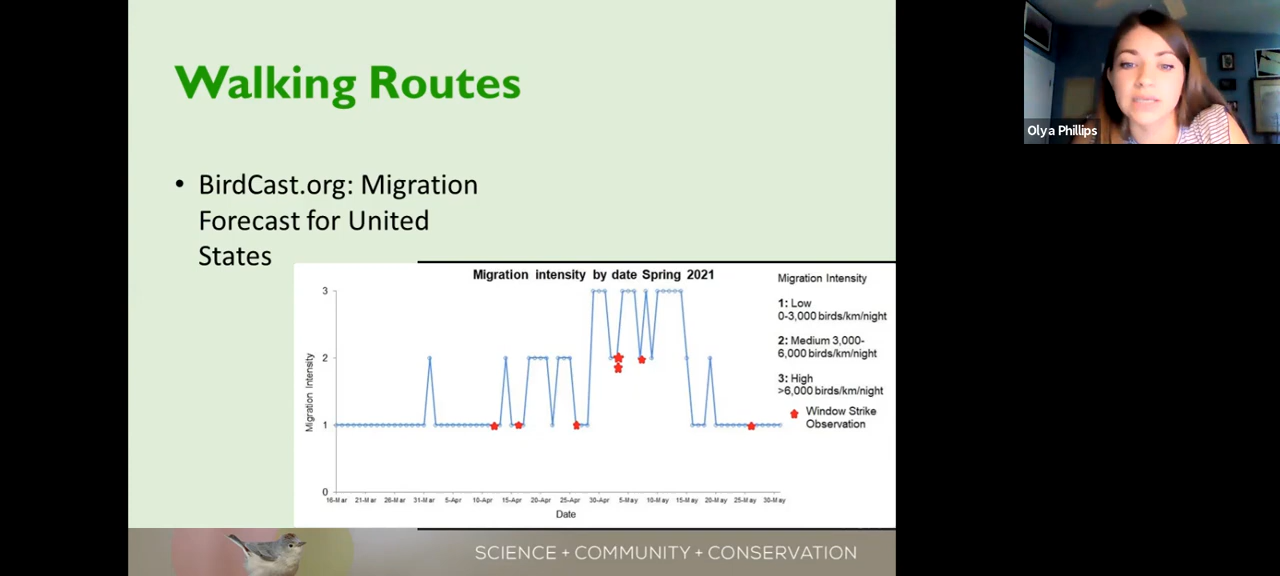 Walking Routes
• BirdCast.org: Migration
Forecast for United
States
Migration intensity by date Spring 2021
Migration Intensity
3
2
1
0
16-Mar 21-Mar 26-Mar 31-Mar 5-Apr 10-Apr 15-Apr 20-Apr 25-Apr 30-Apr 5-May 10-May 15-May 20-May 25-May 30-May
Date
Migration Intensity
1: Low
0-3,000 birds/km/night
2: Medium 3,000-
6,000 birds/km/night
3: High
>6,000 birds/km/night
Window Strike
Observation
SCIENCE + COMMUNITY + CONSERVATION
Olya Phillips